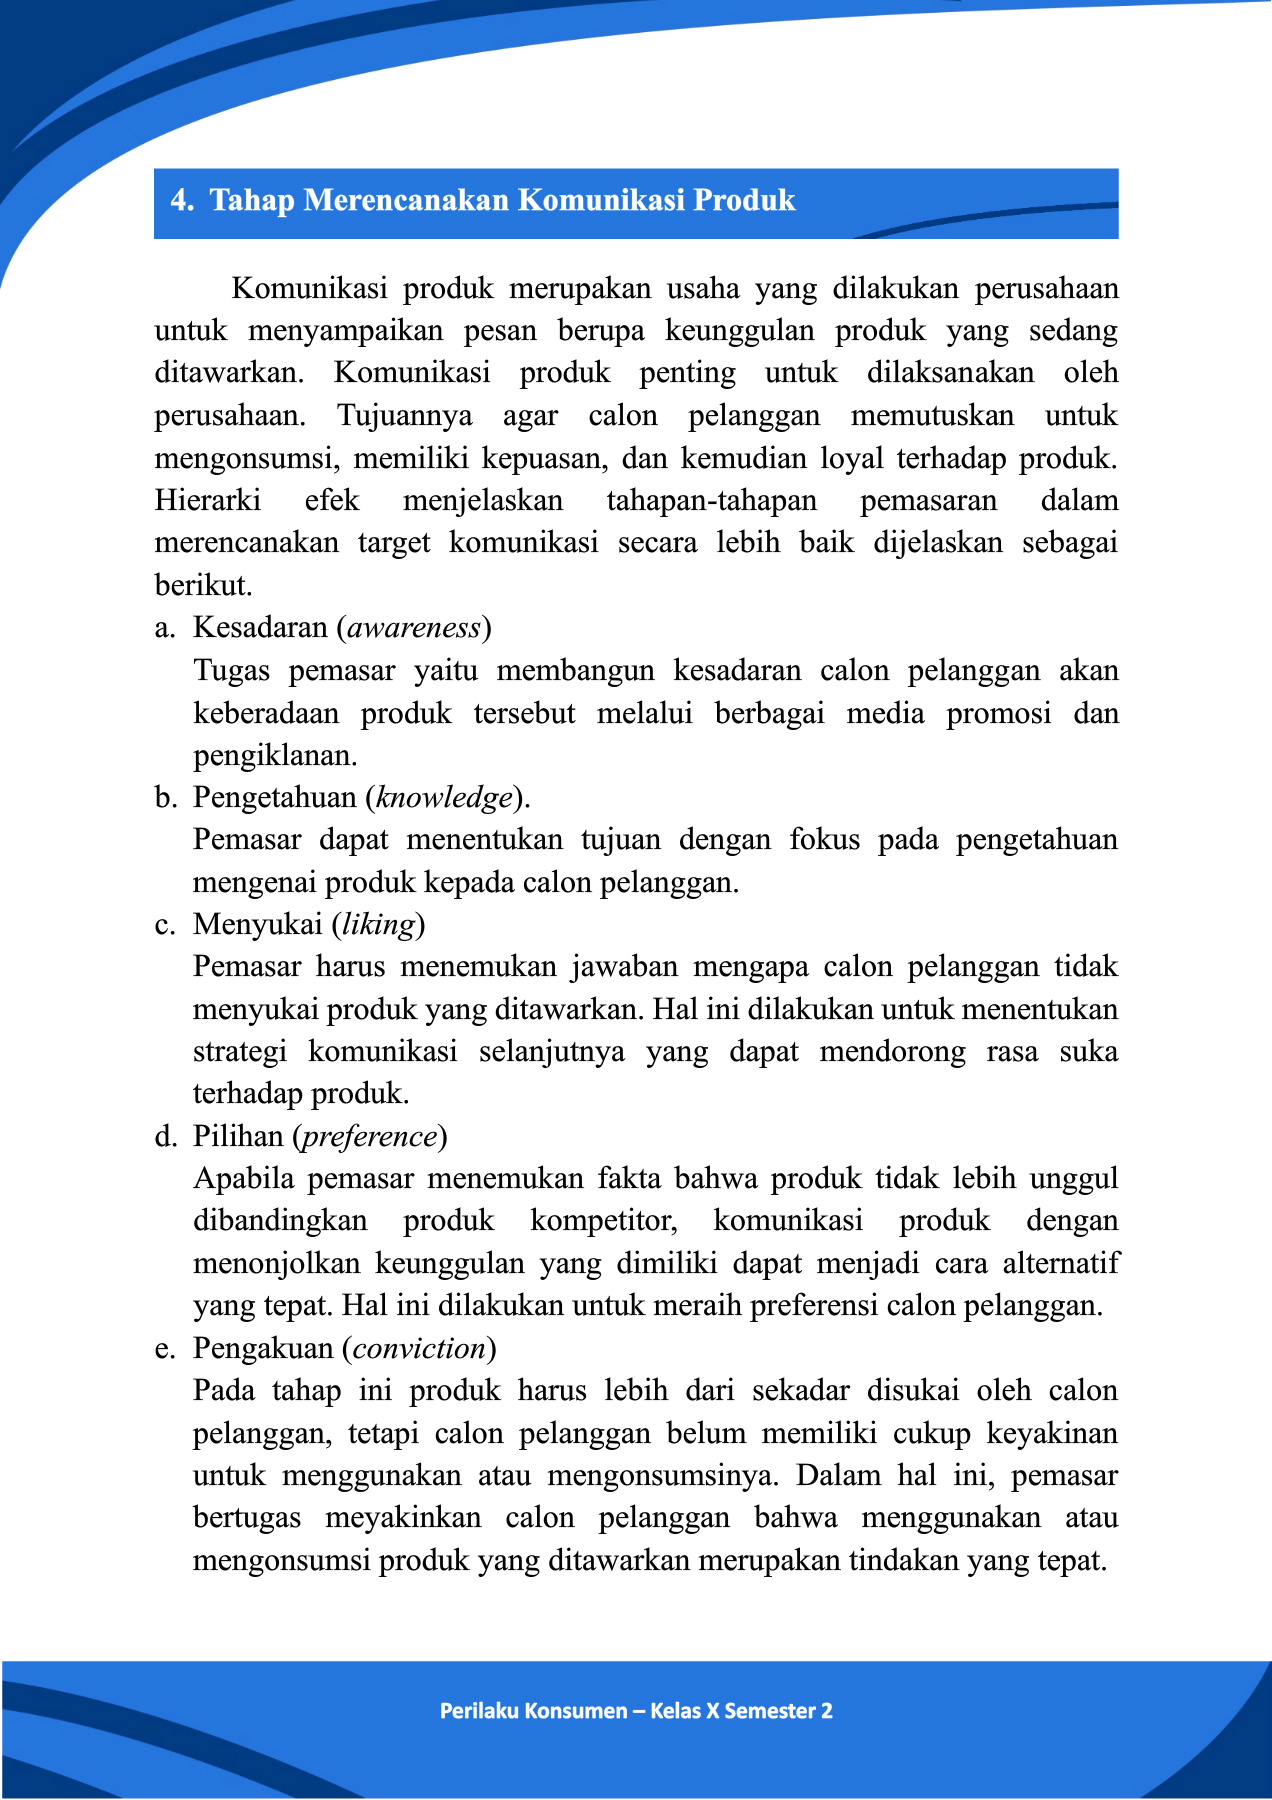 4. Tahap Merencanakan Komunikasi Produk
Komunikasi produk merupakan usaha yang dilakukan perusahaan
untuk menyampaikan pesan berupa keunggulan produk yang sedang
ditawarkan. Komunikasi produk penting untuk dilaksanakan oleh
perusahaan. Tujuannya agar calon pelanggan memutuskan untuk
mengonsumsi, memiliki kepuasan, dan kemudian loyal terhadap produk.
Hierarki efek menjelaskan tahapan-tahapan pemasaran dalam
merencanakan target komunikasi secara lebih baik dijelaskan sebagai
berikut.
a. Kesadaran (awareness)
Tugas pemasar yaitu membangun kesadaran calon pelanggan akan
keberadaan produk tersebut melalui berbagai media promosi dan
pengiklanan.
b. Pengetahuan (knowledge).
Pemasar dapat menentukan tujuan dengan fokus pada pengetahuan
mengenai produk kepada calon pelanggan.
c. Menyukai (liking)
Pemasar harus menemukan jawaban mengapa calon pelanggan tidak
menyukai produk yang ditawarkan. Hal ini dilakukan untuk menentukan
strategi komunikasi selanjutnya yang dapat mendorong rasa suka
terhadap produk.
d. Pilihan (preference)
Apabila pemasar menemukan fakta bahwa produk tidak lebih unggul
dibandingkan produk kompetitor, komunikasi produk dengan
menonjolkan keunggulan yang dimiliki dapat menjadi cara alternatif
yang tepat. Hal ini dilakukan untuk meraih preferensi calon pelanggan.
e. Pengakuan (conviction)
Pada tahap ini produk harus lebih dari sekadar disukai oleh calon
pelanggan, tetapi calon pelanggan belum memiliki cukup keyakinan
untuk menggunakan atau mengonsumsinya. Dalam hal ini, pemasar
bertugas meyakinkan calon pelanggan bahwa menggunakan atau
mengonsumsi produk yang ditawarkan merupakan tindakan yang tepat.
Perilaku Konsumen – Kelas X Semester 2